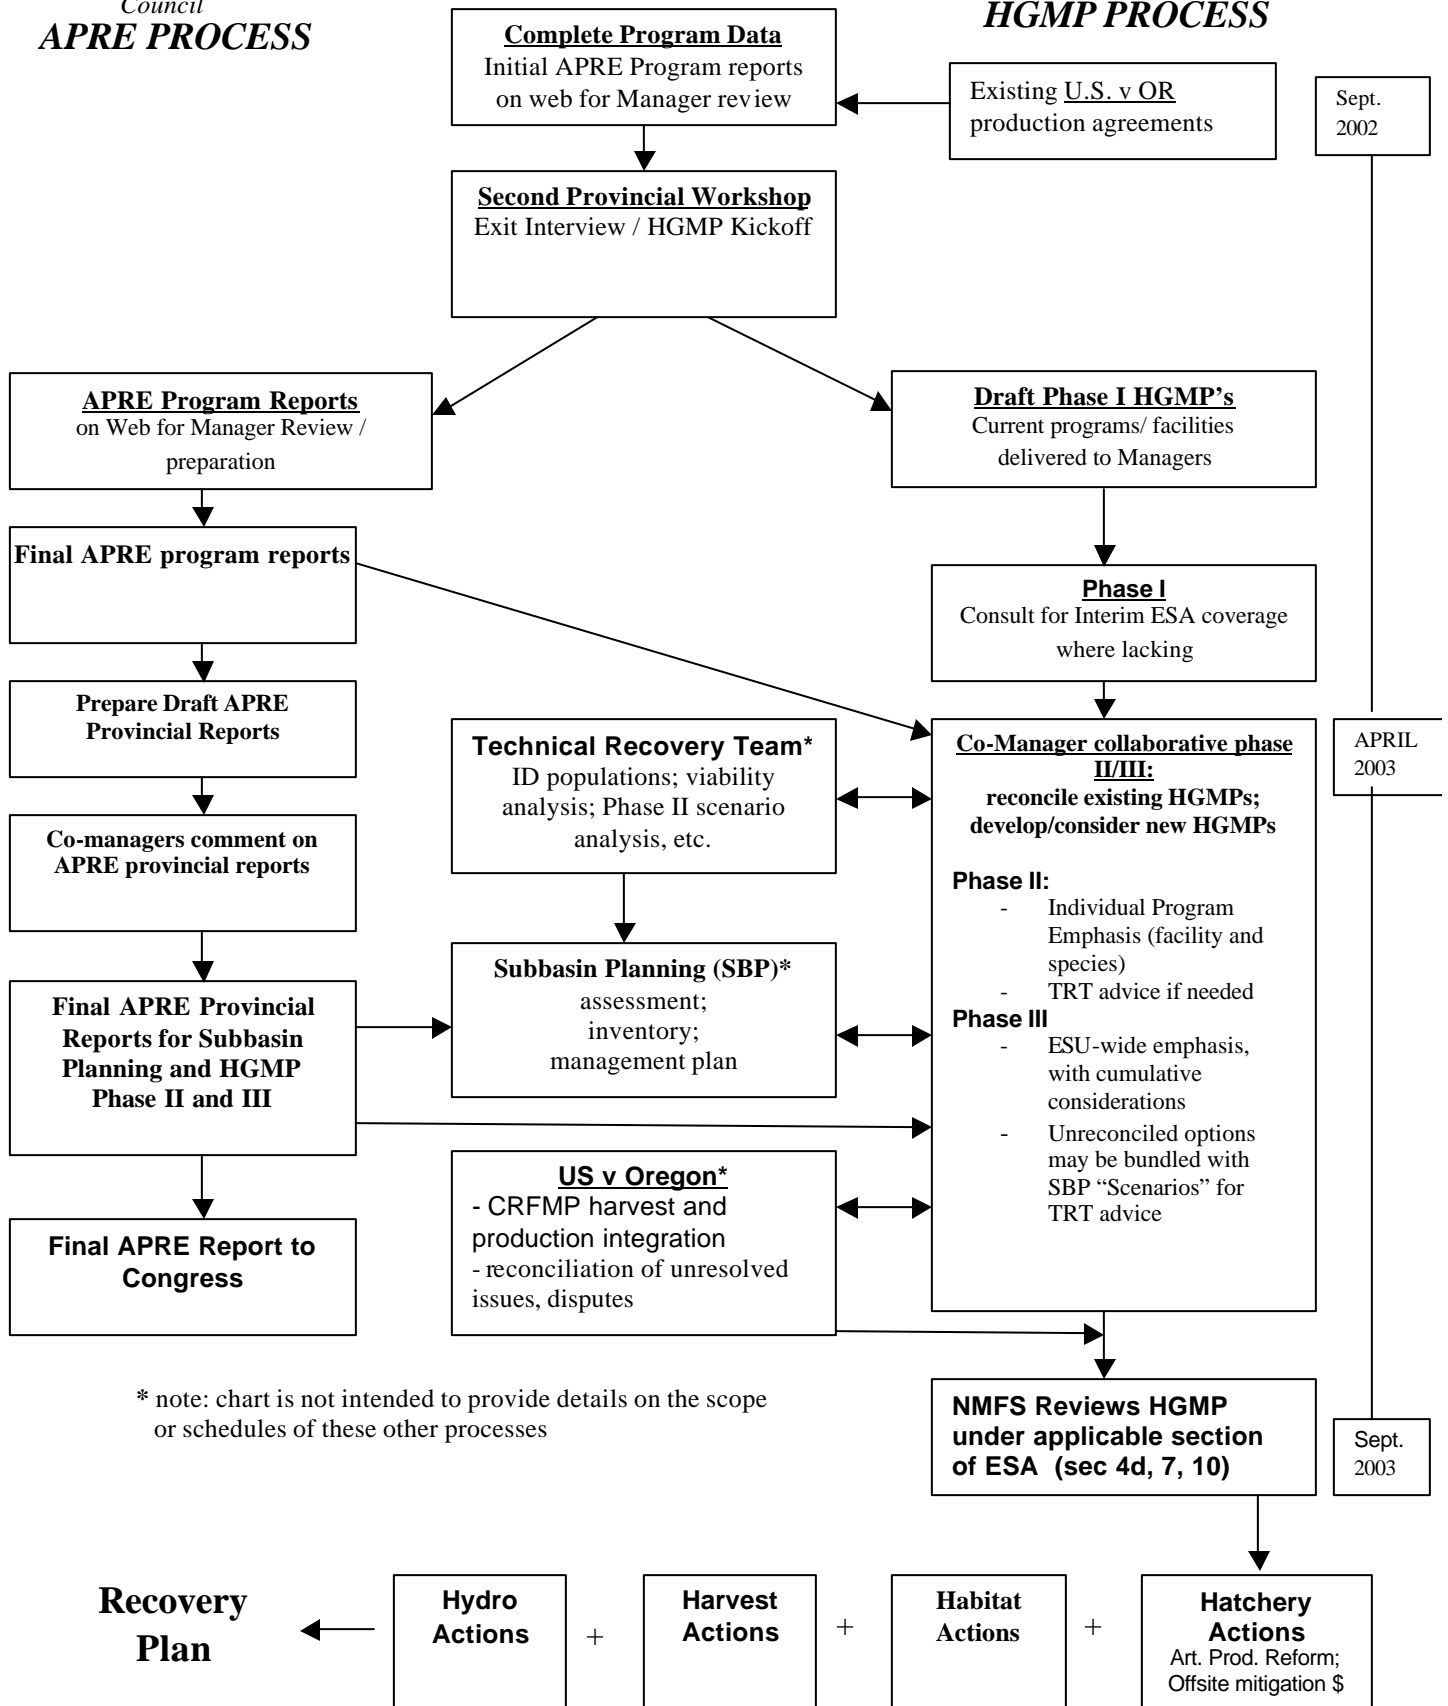 Council
APRE PROCESS
HGMP PROCESS
Complete Program Data
Initial APRE Program reports
on web for Manager review
Existing U.S. v OR
production agreements
Sept.
2002
Second Provincial Workshop
Exit Interview / HGMP Kickoff
APRE Program Reports
on Web for Manager Review /
preparation
Draft Phase I HGMP’s
Current programs/ facilities
delivered to Managers
Final APRE program reports
Phase I
Consult for Interim ESA coverage
where lacking
Prepare Draft APRE
Provincial Reports
Technical Recovery Team*
ID populations; viability
analysis; Phase II scenario
analysis, etc.
Co-Manager collaborative phase
II/III:
reconcile existing HGMPs;
develop/consider new HGMPs
Phase II:
- Individual Program
Emphasis (facility and
species)
- TRT advice if needed
Phase III
- ESU-wide emphasis,
with cumulative
considerations
- Unreconciled options
may be bundled with
SBP “Scenarios” for
TRT advice
APRIL
2003
Co-managers comment on
APRE provincial reports
Subbasin Planning (SBP)*
assessment;
inventory;
management plan
Final APRE Provincial
Reports for Subbasin
Planning and HGMP
Phase II and III
US v Oregon*
- CRFMP harvest and
production integration
- reconciliation of unresolved
issues, disputes
Final APRE Report to
Congress
* note: chart is not intended to provide details on the scope
or schedules of these other processes
NMFS Reviews HGMP
under applicable section
of ESA (sec 4d, 7, 10)
Sept.
2003
Recovery
Plan
Hydro
Actions
+
Harvest
Actions
+
Habitat
Actions
+
Hatchery
Actions
Art. Prod. Reform;
Offsite mitigation $